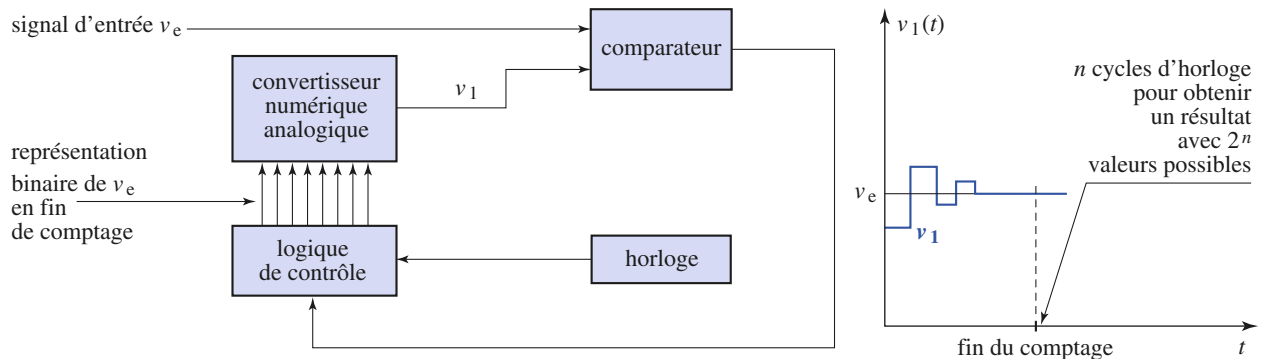 signal d'entrée vₑ
convertisseur
numérique
analogique
v₁
comparateur
représentation
binaire de vₑ
en fin
de comptage
logique
de contrôle
horloge
v₁(t)
n cycles d'horloge
pour obtenir
un résultat
avec 2ⁿ
valeurs possibles
vₑ
v₁
fin du comptage
t